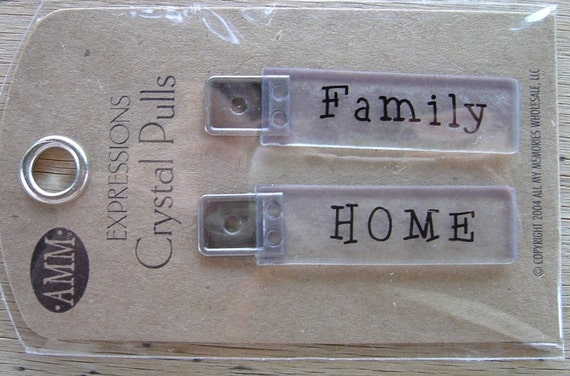 ·AMM·
EXPRESSIONS
Crystal Pulls
Family
HOME
© COPYRIGHT 2004 ALL MY MEMORIES WHOLESALE, LLC